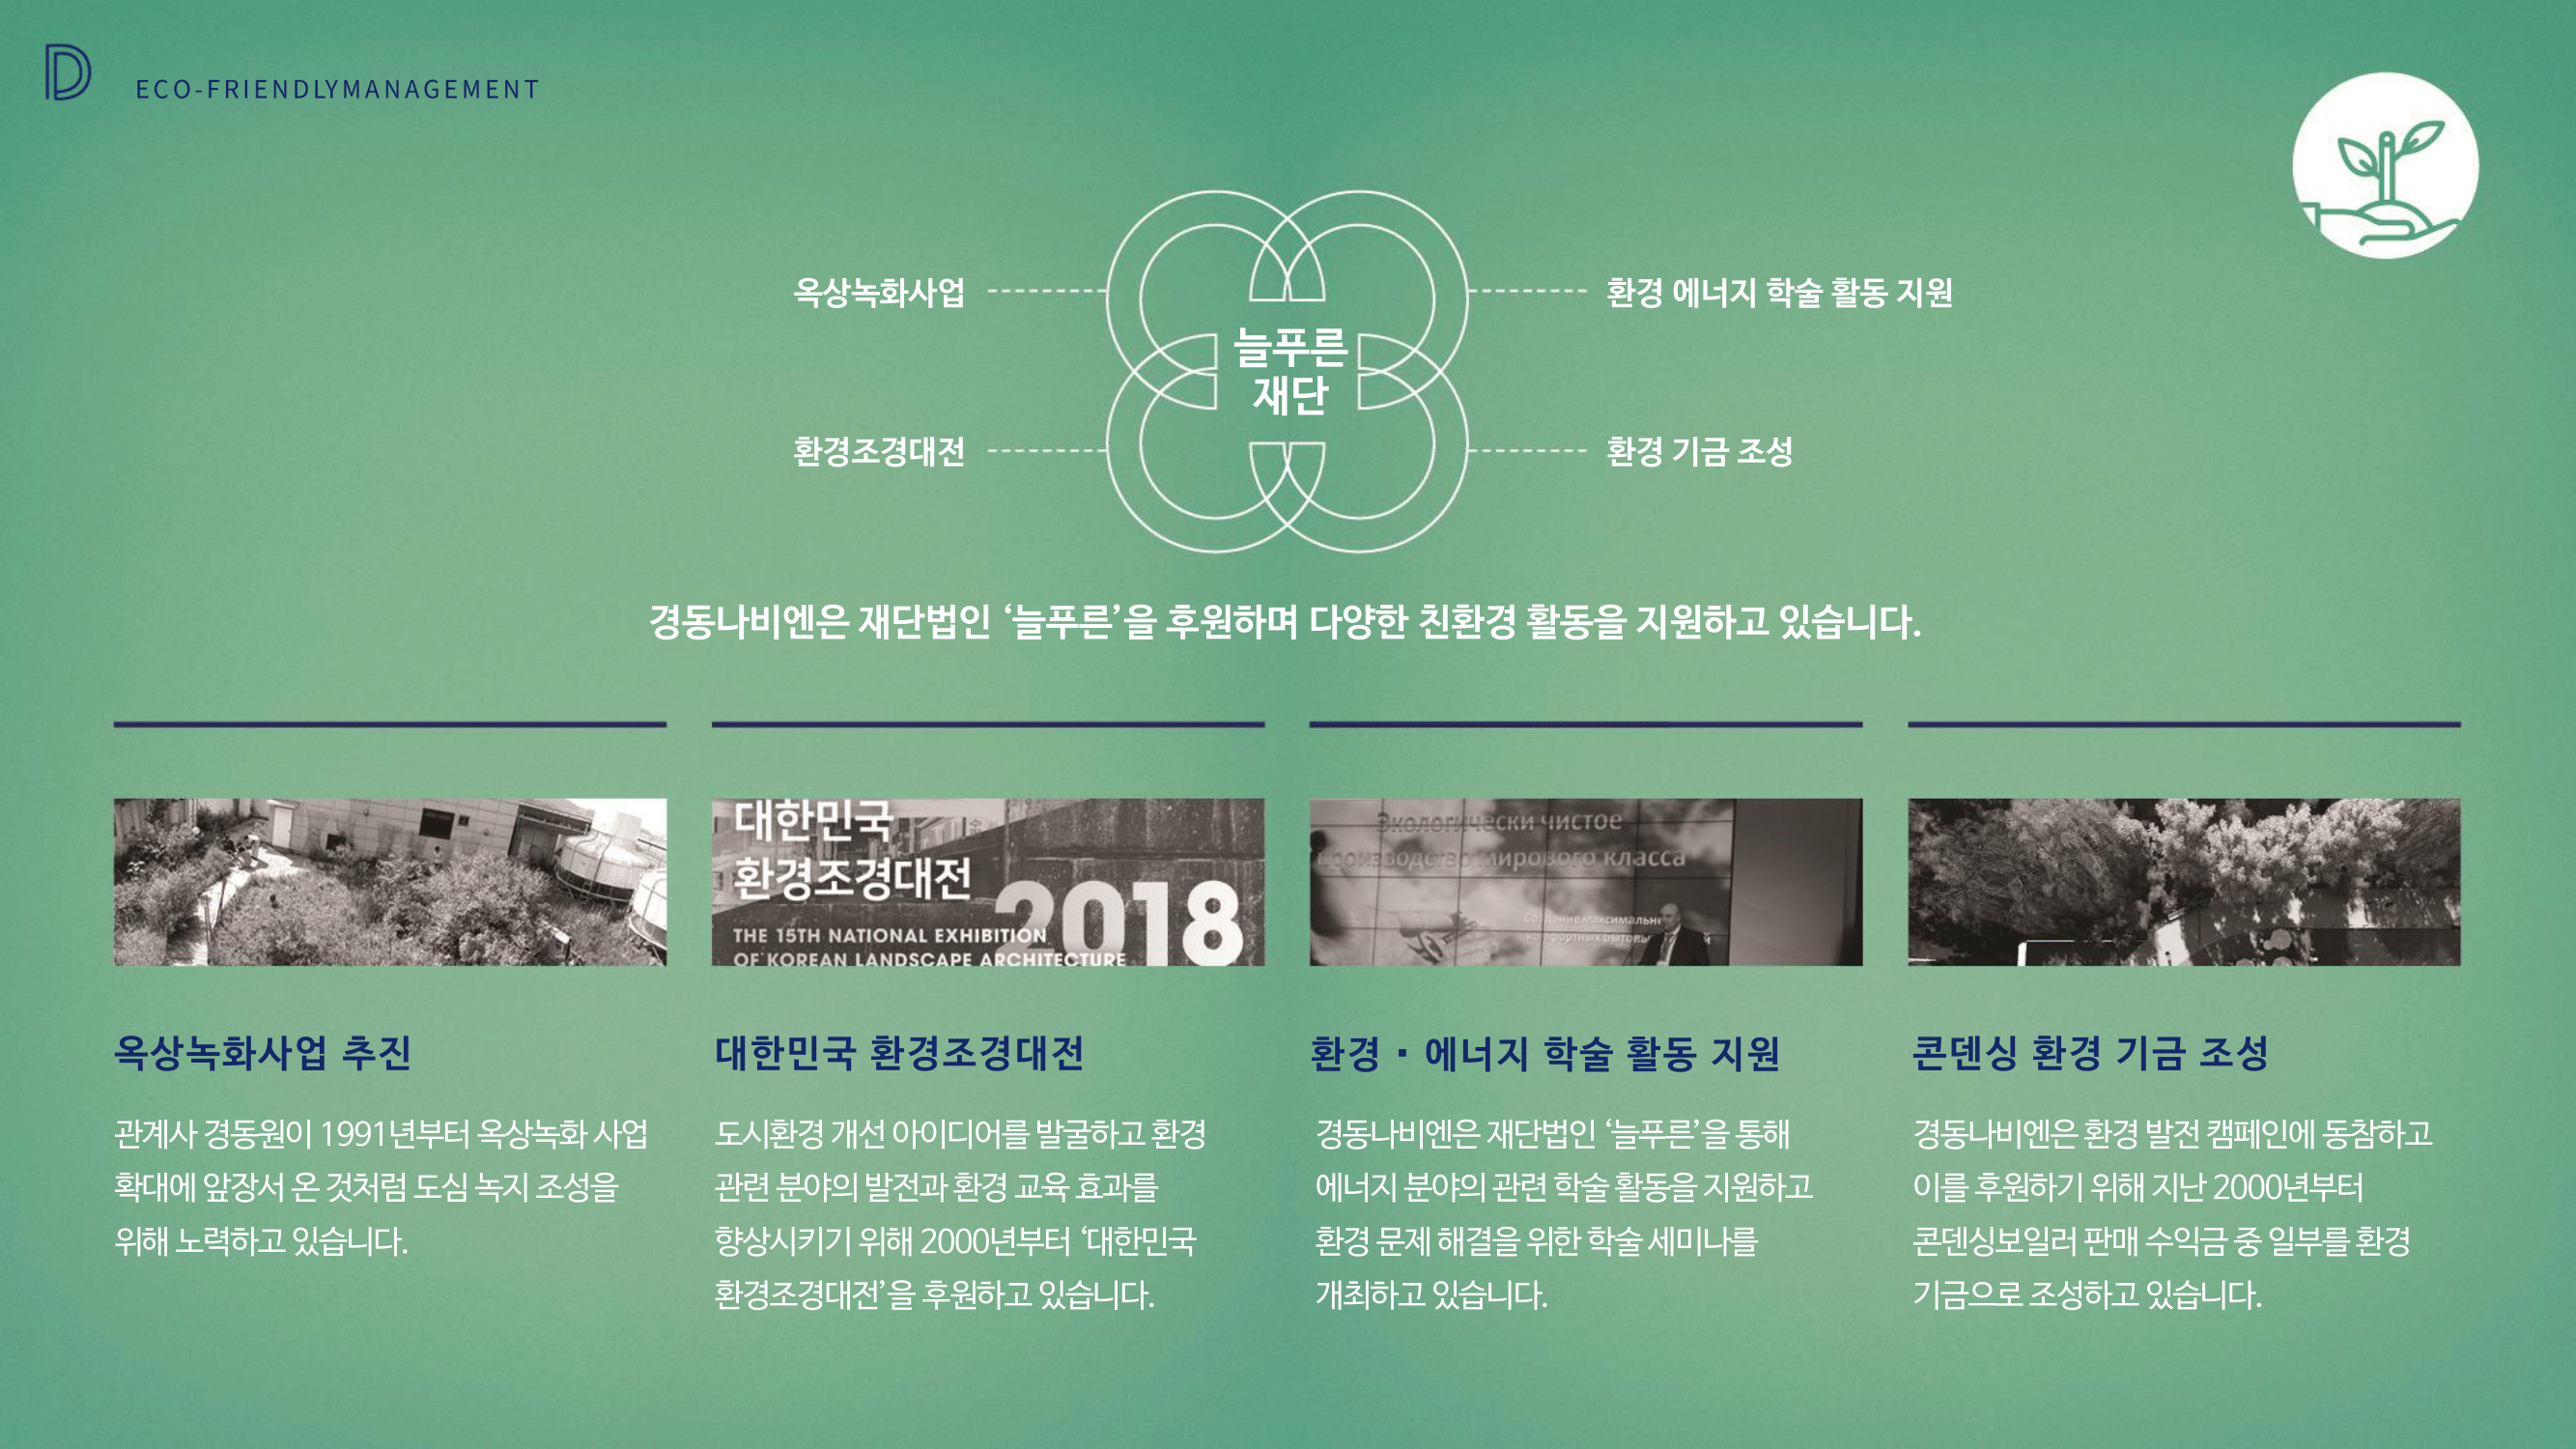 D ECO-FRIENDLYMANAGEMENT
옥상녹화사업
환경 에너지 학술 활동 지원
늘푸른
재단
환경조경대전
환경 기금 조성
경동나비엔은 재단법인 ‘늘푸른’을 후원하며 다양한 친환경 활동을 지원하고 있습니다.
대한민국
환경조경대전
2018
THE 15TH NATIONAL EXHIBITION
OF KOREAN LANDSCAPE ARCHITECTURE
Экологически чистое
производство мирового класса
옥상녹화사업 추진
관계사 경동원이 1991년부터 옥상녹화 사업
확대에 앞장서 온 것처럼 도심 녹지 조성을
위해 노력하고 있습니다.
대한민국 환경조경대전
도시환경 개선 아이디어를 발굴하고 환경
관련 분야의 발전과 환경 교육 효과를
향상시키기 위해 2000년부터 ‘대한민국
환경조경대전’을 후원하고 있습니다.
환경 · 에너지 학술 활동 지원
경동나비엔은 재단법인 ‘늘푸른’을 통해
에너지 분야의 관련 학술 활동을 지원하고
환경 문제 해결을 위한 학술 세미나를
개최하고 있습니다.
콘덴싱 환경 기금 조성
경동나비엔은 환경 발전 캠페인에 동참하고
이를 후원하기 위해 지난 2000년부터
콘덴싱보일러 판매 수익금 중 일부를 환경
기금으로 조성하고 있습니다.